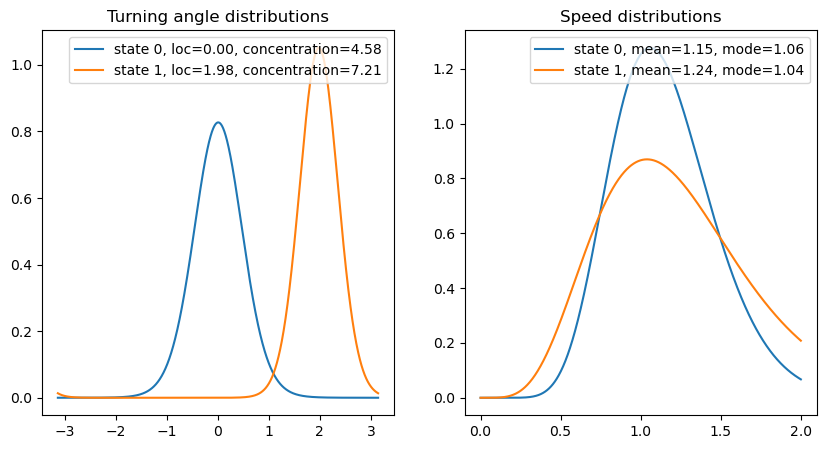 Turning angle distributions
state 0, loc=0.00, concentration=4.58
state 1, loc=1.98, concentration=7.21
1.0
0.8
0.6
0.4
0.2
0.0
−3 −2 −1 0 1 2 3
Speed distributions
state 0, mean=1.15, mode=1.06
state 1, mean=1.24, mode=1.04
1.2
1.0
0.8
0.6
0.4
0.2
0.0
0.0 0.5 1.0 1.5 2.0